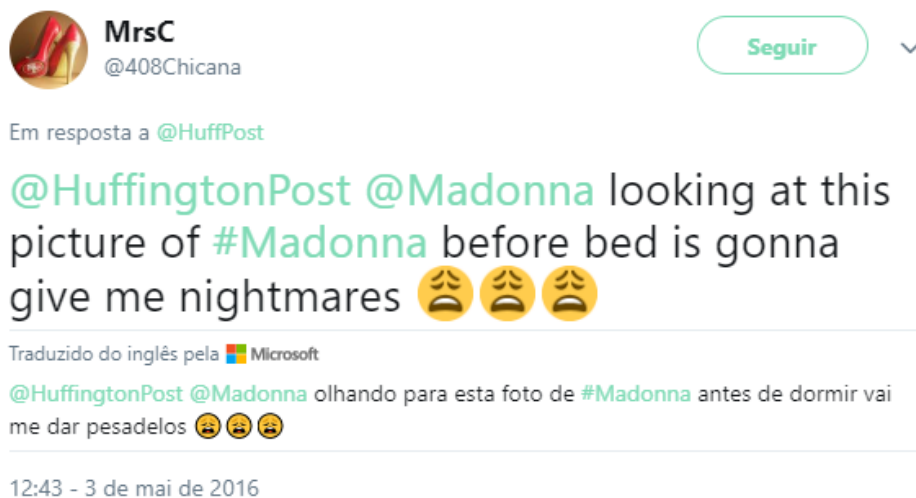 MrsC
@408Chicana
Seguir
Em resposta a @HuffPost
@HuffingtonPost @Madonna looking at this
picture of #Madonna before bed is gonna
give me nightmares 😩😩😩
Traduzido do inglês pela Microsoft
@HuffingtonPost @Madonna olhando para esta foto de #Madonna antes de dormir vai
me dar pesadelos 😩😩😩
12:43 - 3 de mai de 2016